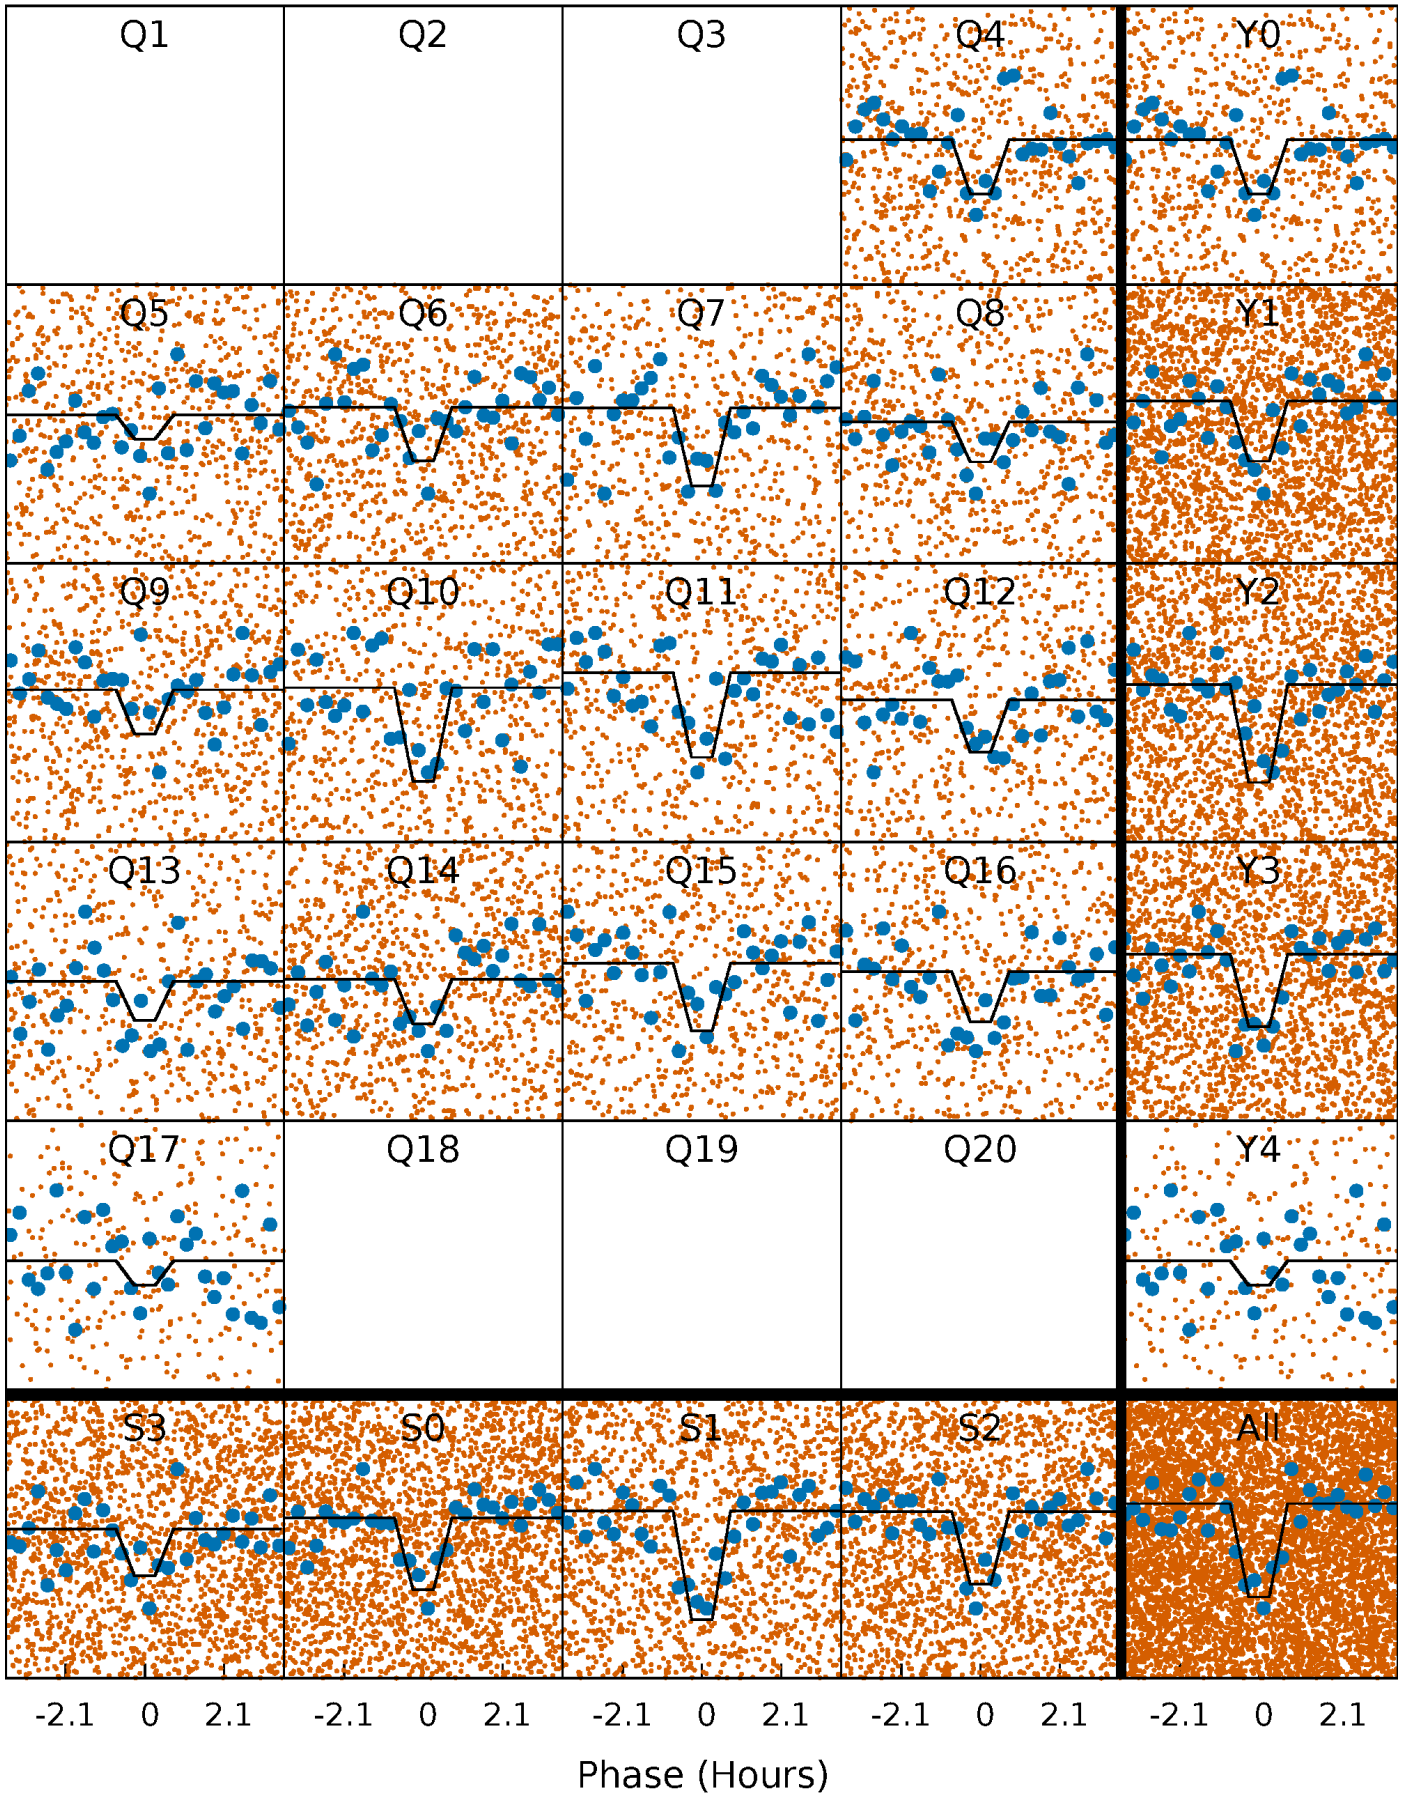 Q1 Q2 Q3 Q4 Y0
Q5 Q6 Q7 Q8 Y1
Q9 Q10 Q11 Q12 Y2
Q13 Q14 Q15 Q16 Y3
Q17 Q18 Q19 Q20 Y4
S3 S0 S1 S2 All
-2.1 0 2.1 -2.1 0 2.1 -2.1 0 2.1 -2.1 0 2.1 -2.1 0 2.1
Phase (Hours)